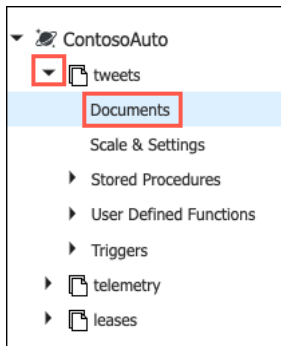 ContosoAuto
tweets
Documents
Scale & Settings
Stored Procedures
User Defined Functions
Triggers
telemetry
leases